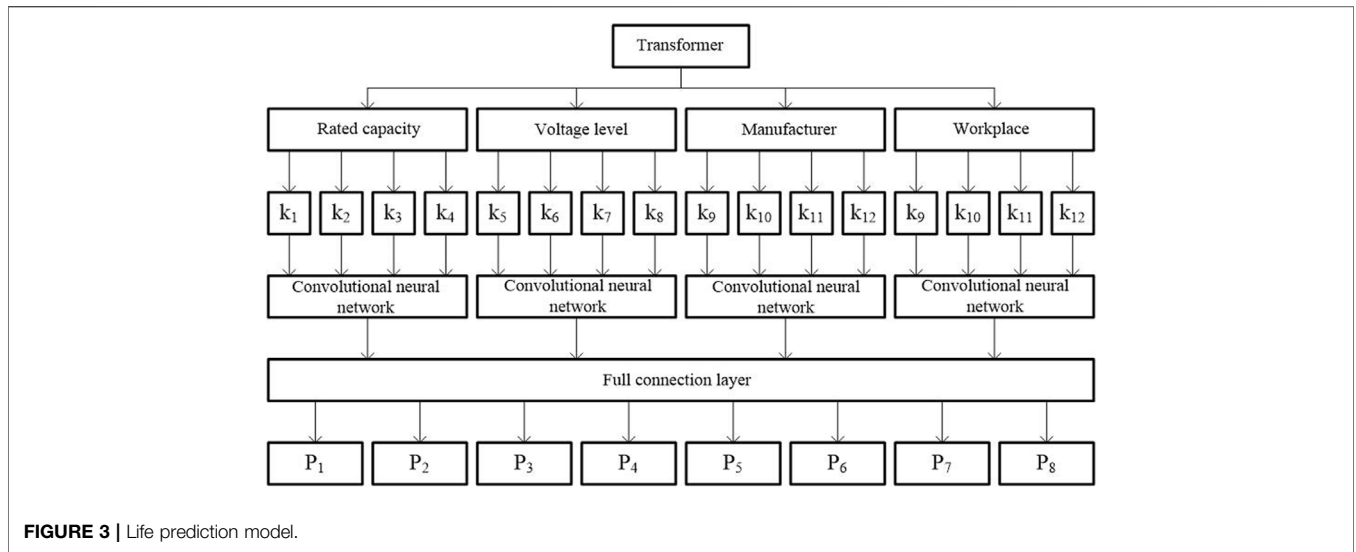 Transformer
Rated capacity Voltage level Manufacturer Workplace
k₁ k₂ k₃ k₄ k₅ k₆ k₇ k₈ k₉ k₁₀ k₁₁ k₁₂ k₉ k₁₀ k₁₁ k₁₂
Convolutional neural Convolutional neural Convolutional neural Convolutional neural
network network network network
Full connection layer
P₁ P₂ P₃ P₄ P₅ P₆ P₇ P₈
FIGURE 3 | Life prediction model.